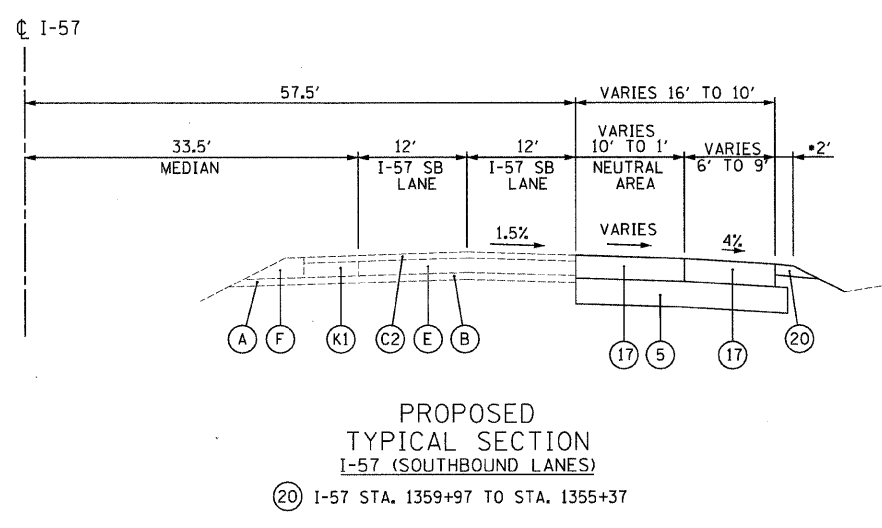 ℄ I-57
57.5'
VARIES 16' TO 10'
33.5'
MEDIAN
12'
I-57 SB
LANE
12'
I-57 SB
LANE
VARIES
10' TO 1'
NEUTRAL
AREA
VARIES
6' TO 9'
*2'
1.5%
VARIES
4%
A
F
K1
C2
E
B
17
5
17
20
PROPOSED
TYPICAL SECTION
I-57 (SOUTHBOUND LANES)
20 I-57 STA. 1359+97 TO STA. 1355+37